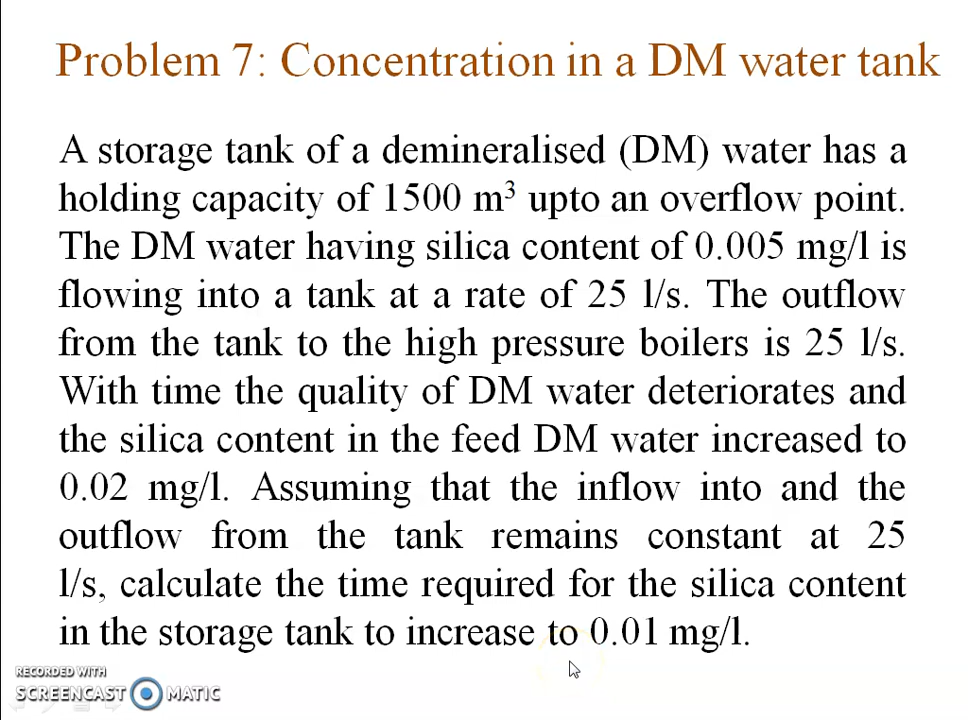 Problem 7: Concentration in a DM water tank
A storage tank of a demineralised (DM) water has a
holding capacity of 1500 m³ upto an overflow point.
The DM water having silica content of 0.005 mg/l is
flowing into a tank at a rate of 25 l/s. The outflow
from the tank to the high pressure boilers is 25 l/s.
With time the quality of DM water deteriorates and
the silica content in the feed DM water increased to
0.02 mg/l. Assuming that the inflow into and the
outflow from the tank remains constant at 25
l/s, calculate the time required for the silica content
in the storage tank to increase to 0.01 mg/l.
RECORDED WITH
SCREENCAST MATIC